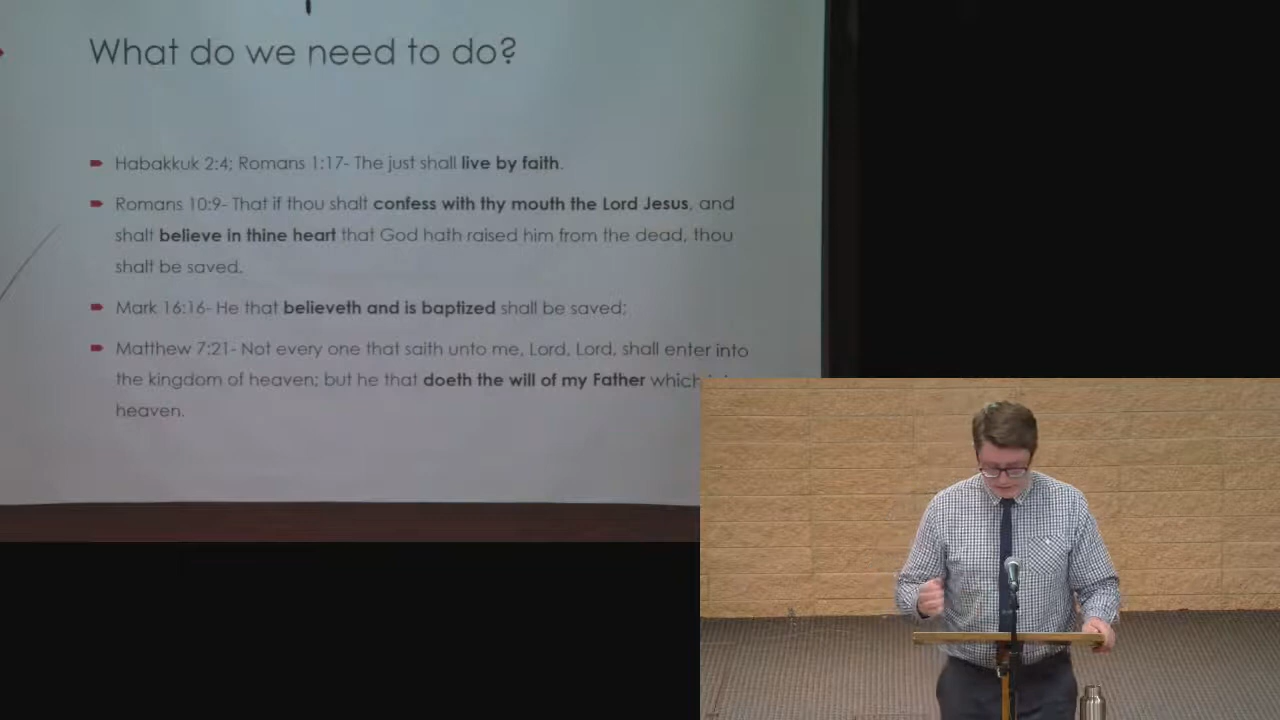 What do we need to do?
Habakkuk 2:4; Romans 1:17- The just shall live by faith.
Romans 10:9- That if thou shalt confess with thy mouth the Lord Jesus, and
shalt believe in thine heart that God hath raised him from the dead, thou
shalt be saved.
Mark 16:16- He that believeth and is baptized shall be saved;
Matthew 7:21- Not every one that saith unto me, Lord, Lord, shall enter into
the kingdom of heaven; but he that doeth the will of my Father which
heaven.